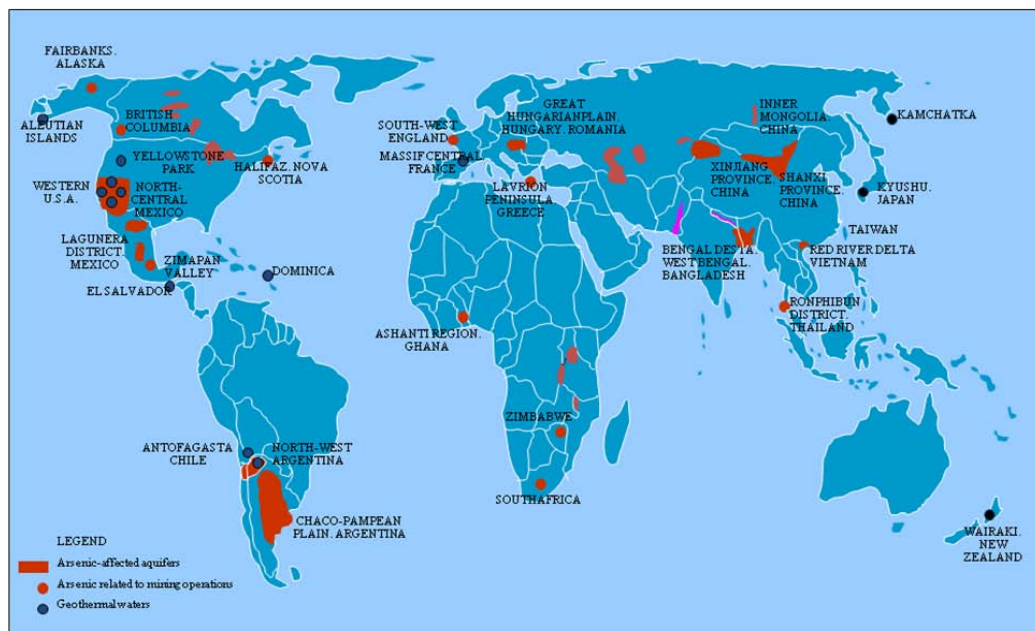 FAIRBANKS.
ALASKA
ALEUTIAN
ISLANDS
BRITISH
COLUMBIA
YELLOWSTONE
PARK
HALIFAZ. NOVA
SCOTIA
WESTERN
U.S.A.
NORTH-
CENTRAL
MEXICO
LAGUNERA
DISTRICT.
MEXICO
ZIMAPAN
VALLEY
EL SALVADOR
DOMINICA
SOUTH-WEST
ENGLAND
MASSIF CENTRAL.
FRANCE
GREAT
HUNGARIANPLAIN.
HUNGARY. ROMANIA
LAVRION
PENINSULA.
GREECE
INNER
MONGOLIA.
CHINA
KAMCHATKA
XINJIANG
PROVINCE.
CHINA
SHANXI
PROVINCE.
CHINA
KYUSHU.
JAPAN
TAIWAN
BENGAL DESTA.
WEST BENGAL.
BANGLADESH
RED RIVER DELTA
VIETNAM
RONPHIBUN
DISTRICT.
THAILAND
ASHANTI REGION.
GHANA
ZIMBABWE
SOUTHAFRICA
ANTOFAGASTA
CHILE
NORTH-WEST
ARGENTINA
CHACO-PAMPEAN
PLAIN. ARGENTINA
WAIRAKI.
NEW
ZEALAND
LEGEND
Arsenic-affected aquifers
Arsenic related to mining operations
Geothermal waters